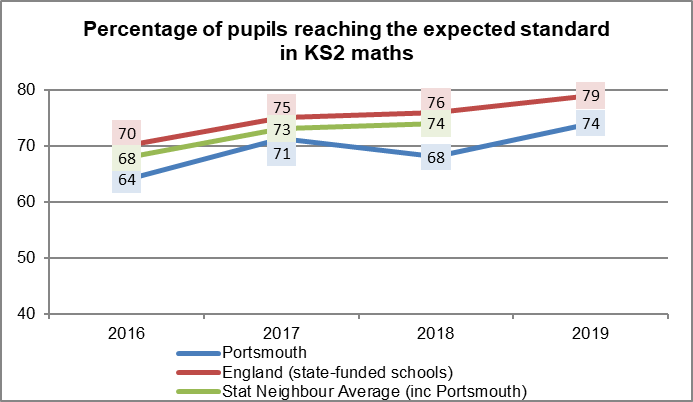 Percentage of pupils reaching the expected standard
in KS2 maths
80
70
60
50
40
70
75
76
79
68
73
74
64
71
68
74
2016 2017 2018 2019
Portsmouth
England (state-funded schools)
Stat Neighbour Average (inc Portsmouth)